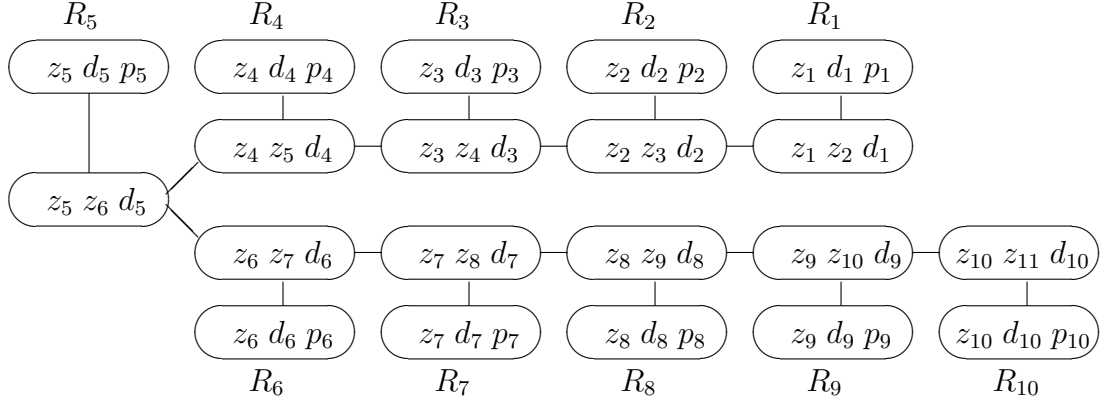 R₅ R₄ R₃ R₂ R₁
z₅ d₅ p₅ z₄ d₄ p₄ z₃ d₃ p₃ z₂ d₂ p₂ z₁ d₁ p₁
z₄ z₅ d₄ z₃ z₄ d₃ z₂ z₃ d₂ z₁ z₂ d₁
z₅ z₆ d₅
z₆ z₇ d₆ z₇ z₈ d₇ z₈ z₉ d₈ z₉ z₁₀ d₉ z₁₀ z₁₁ d₁₀
z₆ d₆ p₆ z₇ d₇ p₇ z₈ d₈ p₈ z₉ d₉ p₉ z₁₀ d₁₀ p₁₀
R₆ R₇ R₈ R₉ R₁₀